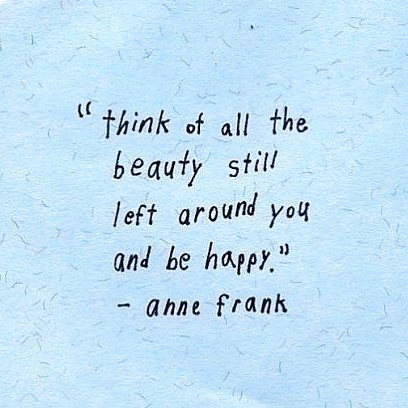 "think of all the
beauty still
left around you
and be happy."
- anne frank